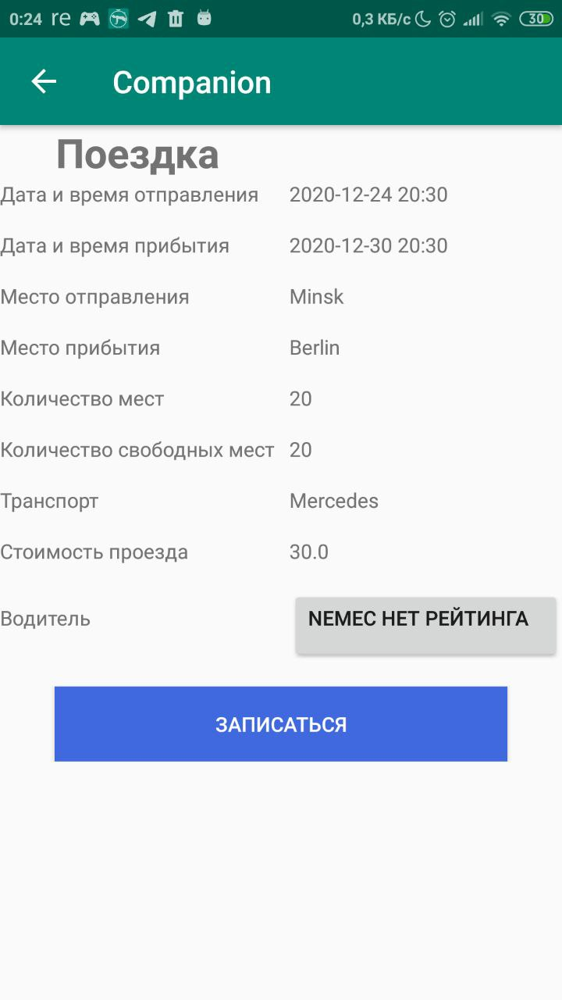 0:24 re 0,3 КБ/с 30
Companion
Поездка
Дата и время отправления 2020-12-24 20:30
Дата и время прибытия 2020-12-30 20:30
Место отправления Minsk
Место прибытия Berlin
Количество мест 20
Количество свободных мест 20
Транспорт Mercedes
Стоимость проезда 30.0
Водитель NEMEC НЕТ РЕЙТИНГА
ЗАПИСАТЬСЯ